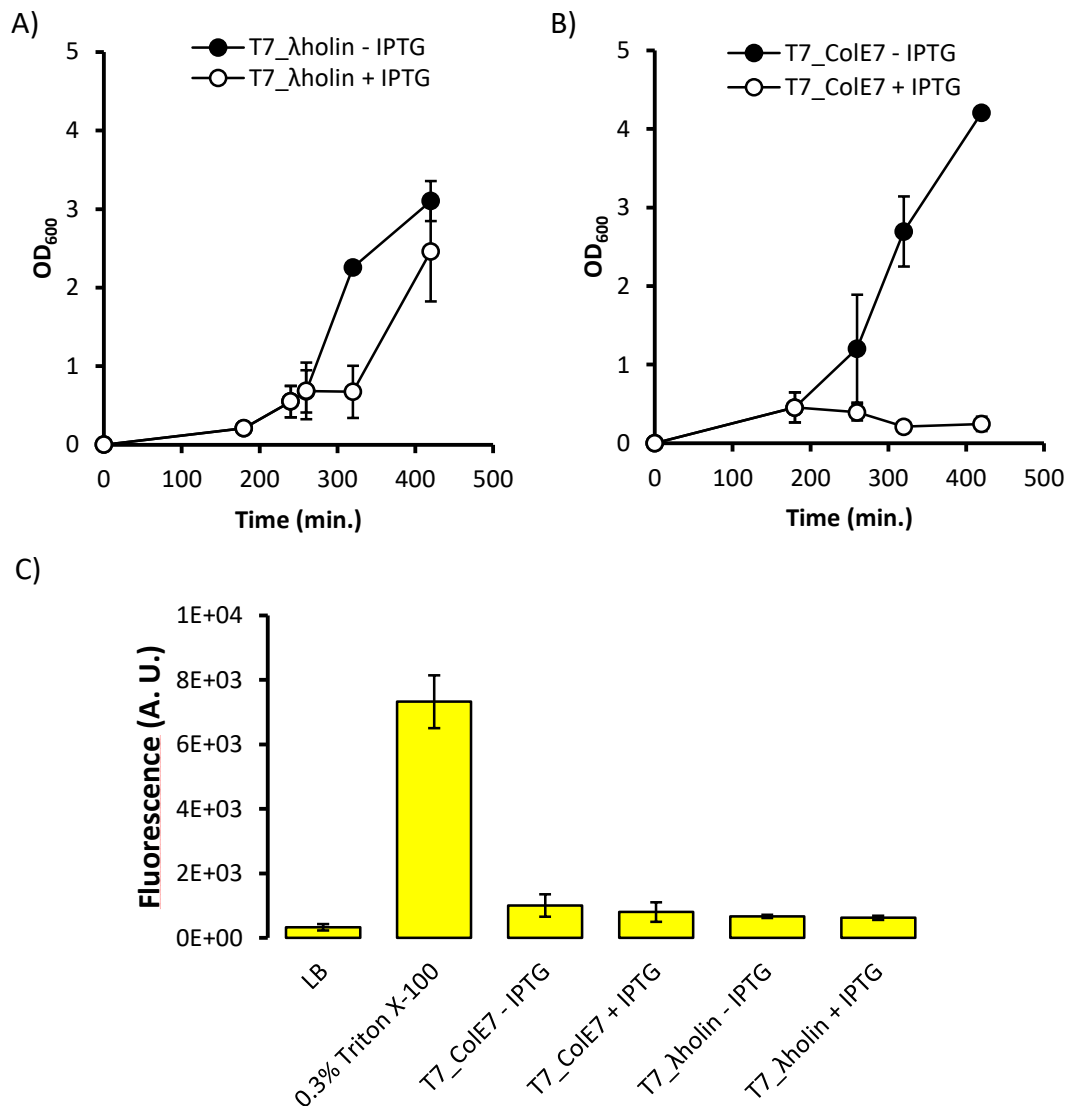 A)
T7_λholin - IPTG
T7_λholin + IPTG
5
4
3
2
1
0
OD600
0 100 200 300 400 500
Time (min.)
B)
T7_ColE7 - IPTG
T7_ColE7 + IPTG
5
4
3
2
1
0
OD600
0 100 200 300 400 500
Time (min.)
C)
1E+04
8E+03
6E+03
4E+03
2E+03
0E+00
Fluorescence (A. U.)
LB
0.3% Triton X-100
T7_ColE7 - IPTG
T7_ColE7 + IPTG
T7_λholin - IPTG
T7_λholin + IPTG